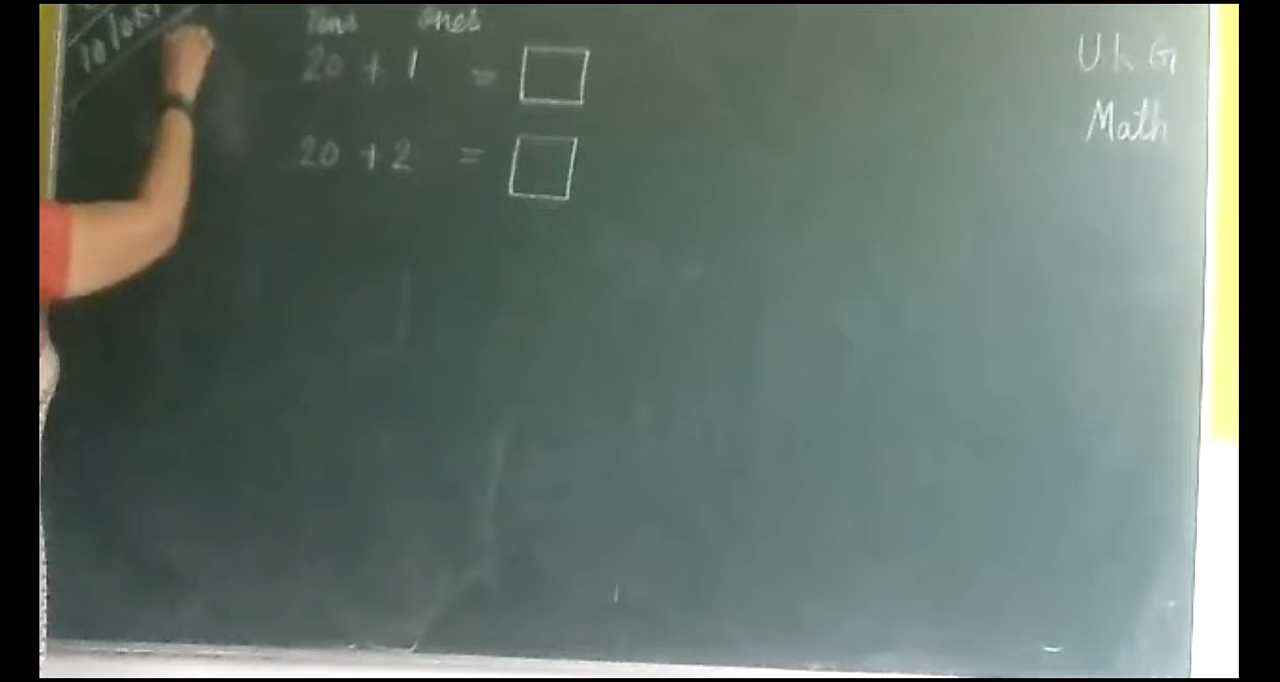 Tens Ones
20 + 1 =
20 + 2 =
UKG
Math